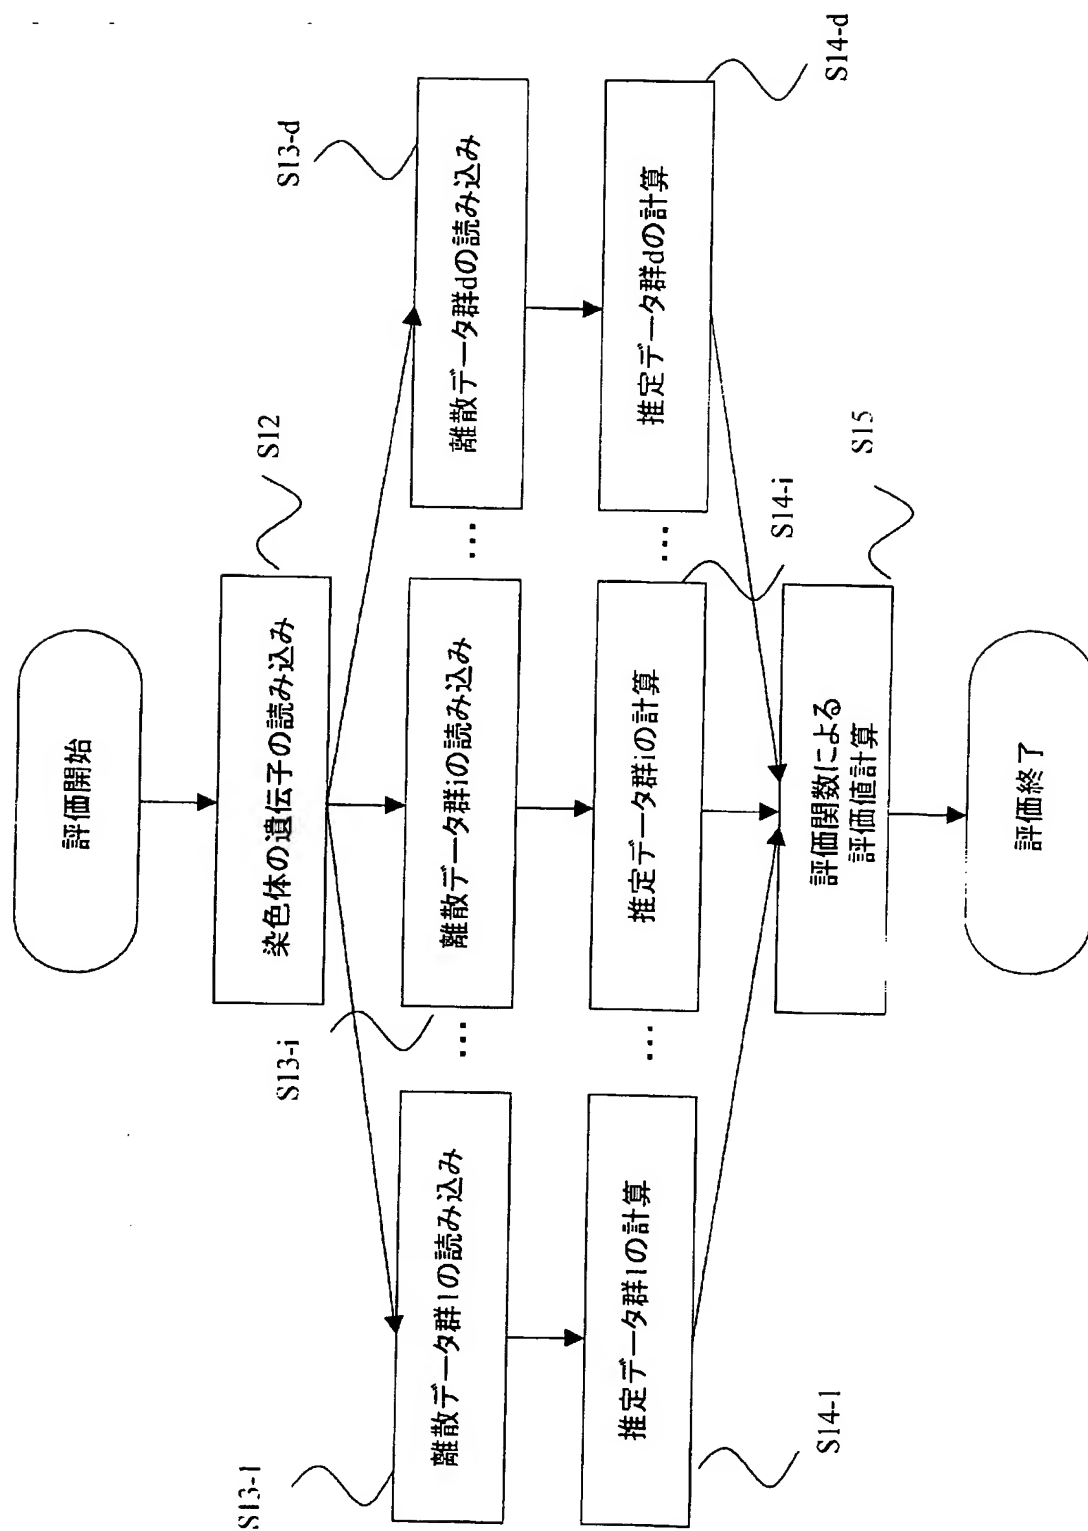 評価開始
染色体の遺伝子の読み込み
S12
離散データ群1の読み込み
S13-1
…
離散データ群iの読み込み
S13-i
…
離散データ群dの読み込み
S13-d
推定データ群1の計算
S14-1
…
推定データ群iの計算
S14-i
…
推定データ群dの計算
S14-d
評価関数による
評価値計算
S15
評価終了